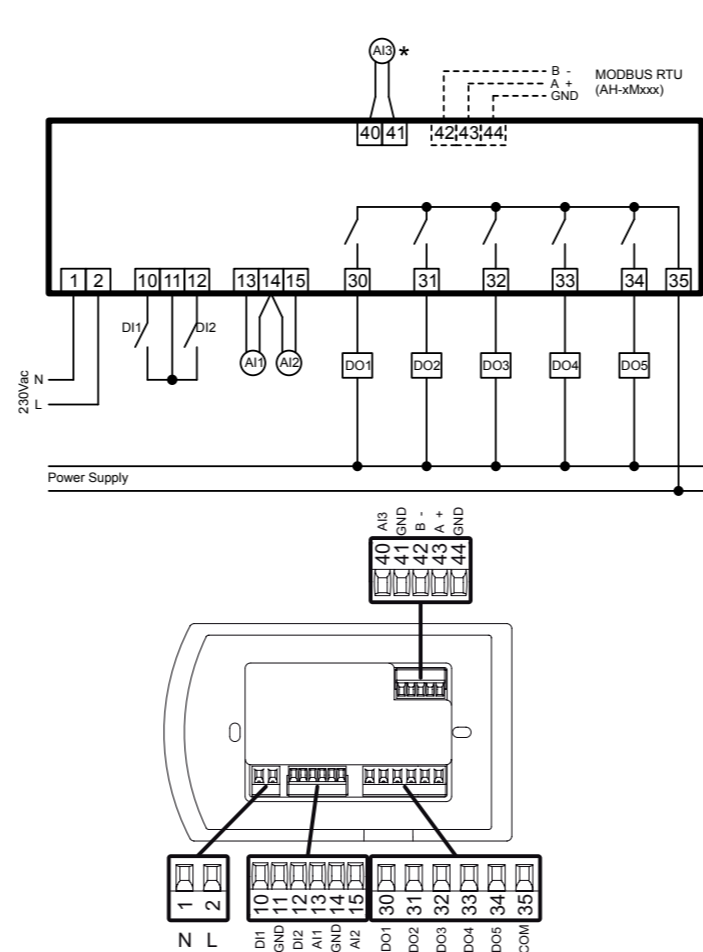 AI3 *
B -
A +
GND
MODBUS RTU
(AH-xMxxx)
40 41 42 43 44
1 2 10 11 12 13 14 15 30 31 32 33 34 35
DI1 DI2
AI1 AI2
DO1 DO2 DO3 DO4 DO5
230Vac
N
L
Power Supply
AI3 GND B - A + GND
40 41 42 43 44
1 2 10 11 12 13 14 15 30 31 32 33 34 35
N L DI1 GND DI2 AI1 GND AI2 DO1 DO2 DO3 DO4 DO5 COM